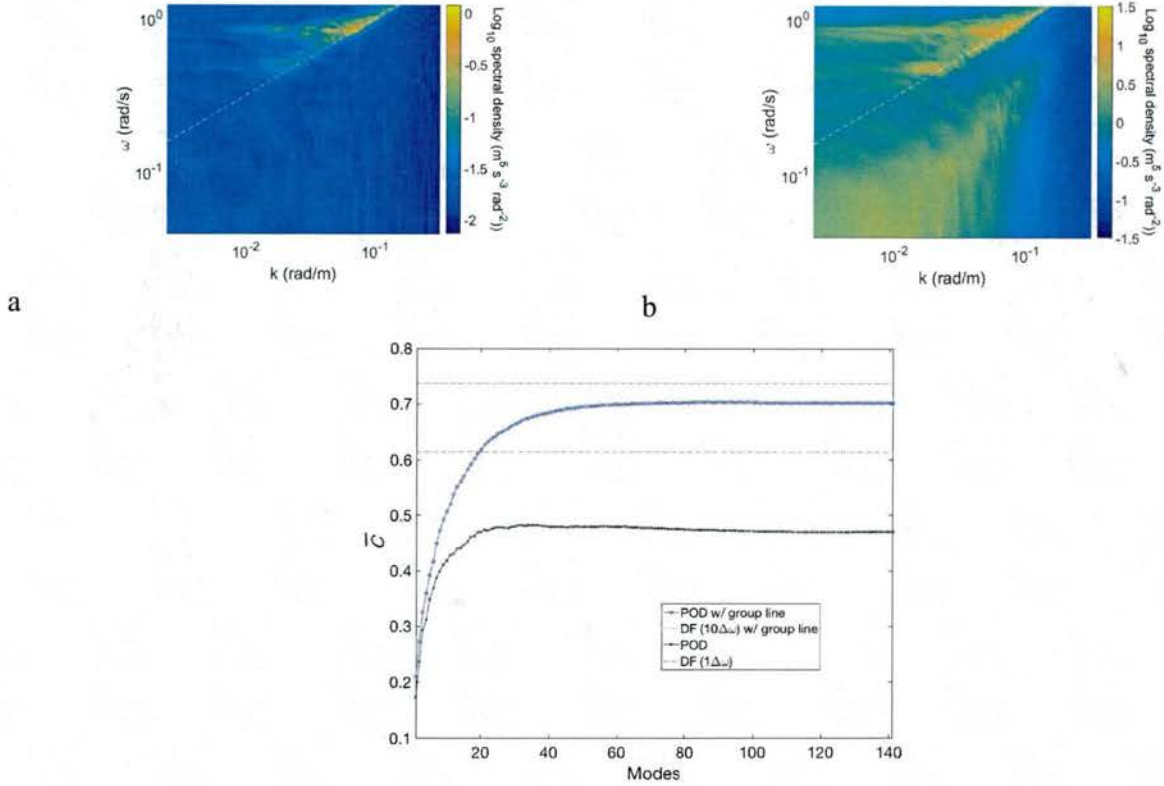 10⁰
10⁻¹
ω (rad/s)
10⁻² 10⁻¹
k (rad/m)
0
-0.5
-1
-1.5
-2
Log₁₀ spectral density (m⁵ s⁻³ rad⁻²))
10⁰
10⁻¹
ω (rad/s)
10⁻² 10⁻¹
k (rad/m)
1.5
1
0.5
0
-0.5
-1
-1.5
Log₁₀ spectral density (m⁵ s⁻³ rad⁻²))
a
b
0.8
0.7
0.6
0.5
0.4
0.3
0.2
0.1
C̅
POD w/ group line
DF (10Δω) w/ group line
POD
DF (1Δω)
20 40 60 80 100 120 140
Modes